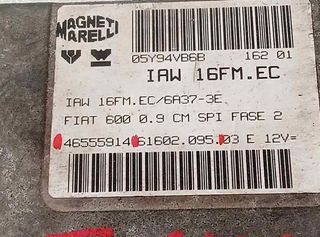 MAGNETI
MARELLI
05Y94VB6B 162 01
IAW 16FM.EC
IAW 16FM.EC/6A37-3E
FIAT 600 0.9 CM SPI FASE 2
46555914 61602.095.03 E 12V=